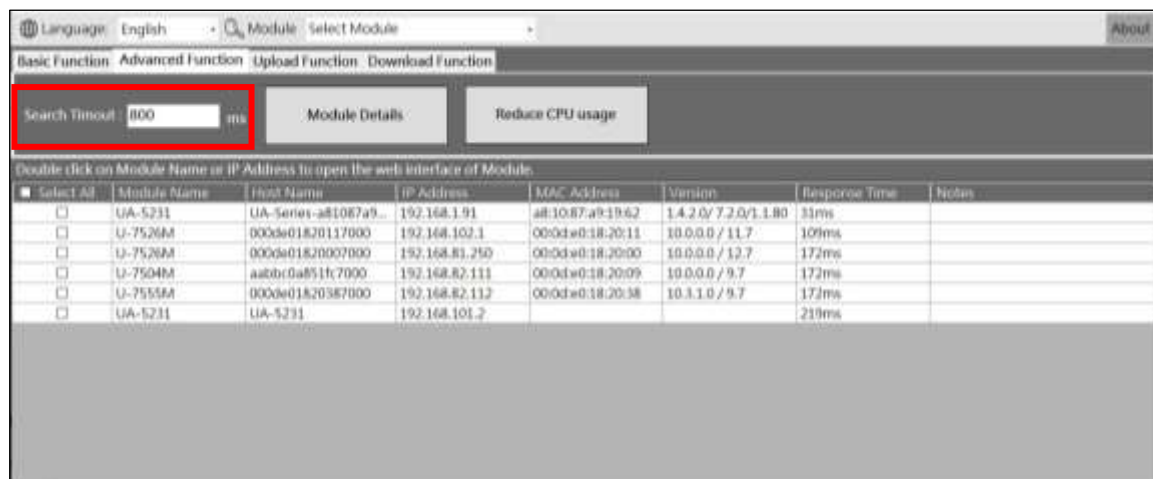 Language: English Module Select Module About
Basic Function Advanced Function Upload Function Download Function
Search Timout : 800 ms Module Details Reduce CPU usage
Double click on Module Name or IP Address to open the web interface of Module.
Select All Module Name Host Name IP Address MAC Address Version Response Time Notes
UA-5231 UA-Series-a81087a9... 192.168.1.91 a8:10:87:a9:19:62 1.4.2.0/ 7.2.0/1.1.80 31ms
U-7526M 000de01820117000 192.168.102.1 00:0d:e0:18:20:11 10.0.0.0 / 11.7 109ms
U-7526M 000de01820007000 192.168.81.250 00:0d:e0:18:20:00 10.0.0.0 / 12.7 172ms
U-7504M aabbc0a851fc7000 192.168.82.111 00:0d:e0:18:20:09 10.0.0.0 / 9.7 172ms
U-7555M 000de01820387000 192.168.82.112 00:0d:e0:18:20:38 10.3.1.0 / 9.7 172ms
UA-5231 UA-5231 192.168.101.2 219ms